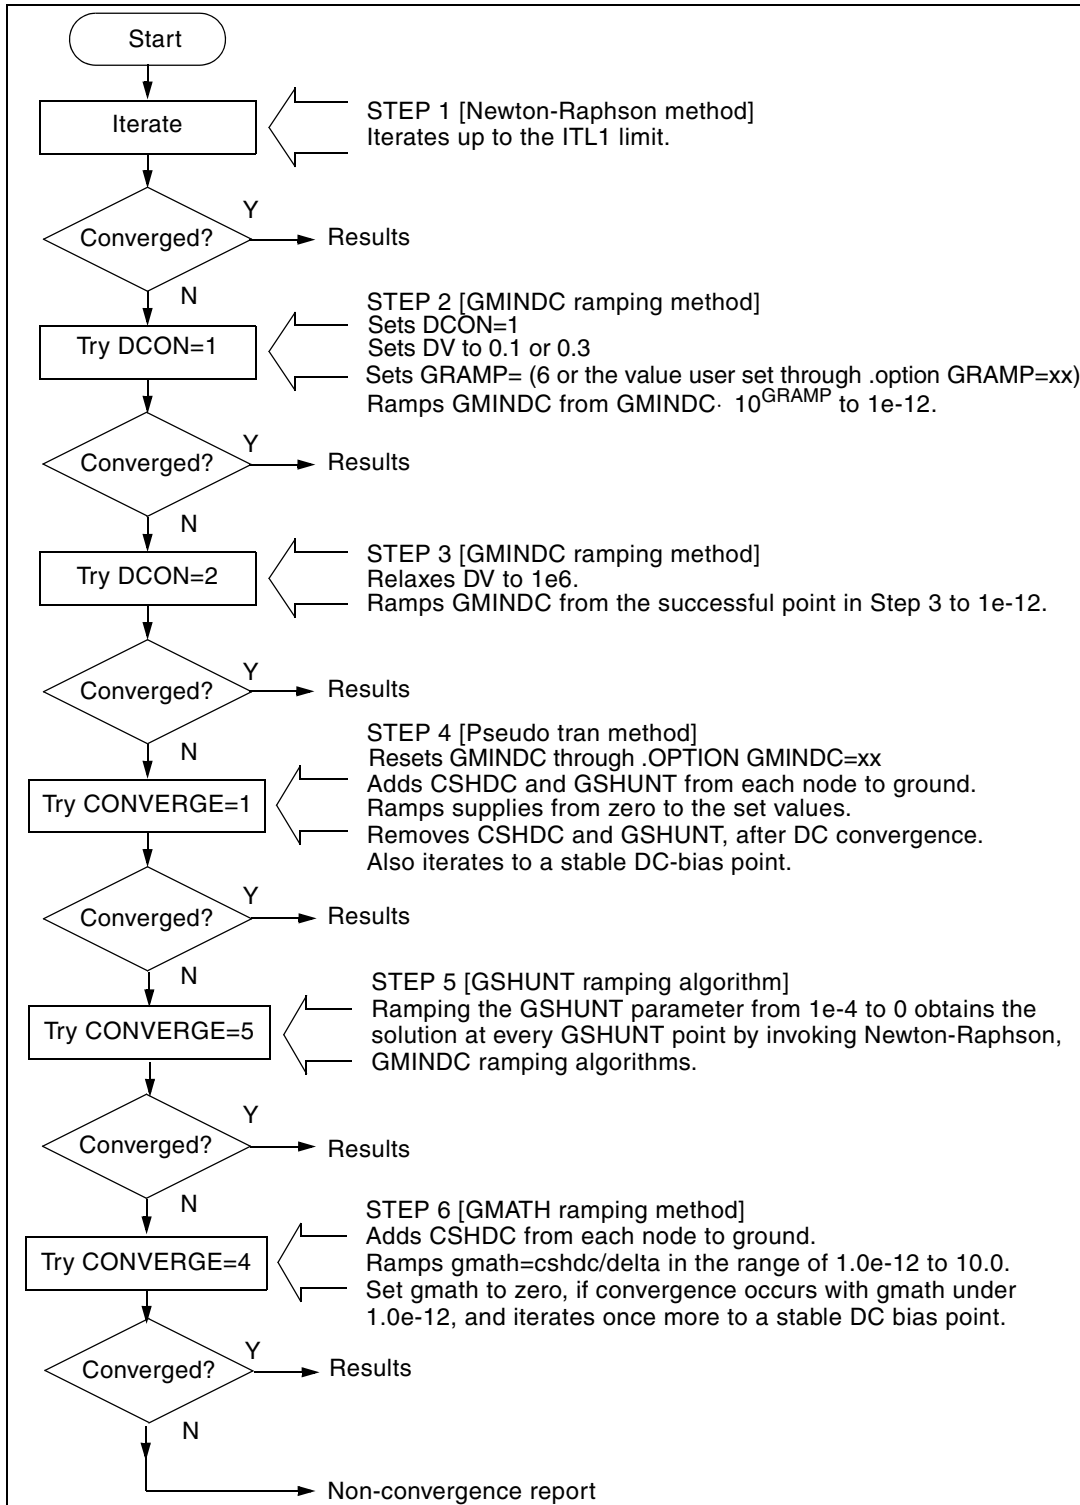 Start
Iterate
STEP 1 [Newton-Raphson method]
Iterates up to the ITL1 limit.
Converged?
Y
Results
N
Try DCON=1
STEP 2 [GMINDC ramping method]
Sets DCON=1
Sets DV to 0.1 or 0.3
Sets GRAMP= (6 or the value user set through .option GRAMP=xx)
Ramps GMINDC from GMINDC· 10^GRAMP to 1e-12.
Converged?
Y
Results
N
Try DCON=2
STEP 3 [GMINDC ramping method]
Relaxes DV to 1e6.
Ramps GMINDC from the successful point in Step 3 to 1e-12.
Converged?
Y
Results
N
Try CONVERGE=1
STEP 4 [Pseudo tran method]
Resets GMINDC through .OPTION GMINDC=xx
Adds CSHDC and GSHUNT from each node to ground.
Ramps supplies from zero to the set values.
Removes CSHDC and GSHUNT, after DC convergence.
Also iterates to a stable DC-bias point.
Converged?
Y
Results
N
Try CONVERGE=5
STEP 5 [GSHUNT ramping algorithm]
Ramping the GSHUNT parameter from 1e-4 to 0 obtains the
solution at every GSHUNT point by invoking Newton-Raphson,
GMINDC ramping algorithms.
Converged?
Y
Results
N
Try CONVERGE=4
STEP 6 [GMATH ramping method]
Adds CSHDC from each node to ground.
Ramps gmath=cshdc/delta in the range of 1.0e-12 to 10.0.
Set gmath to zero, if convergence occurs with gmath under
1.0e-12, and iterates once more to a stable DC bias point.
Converged?
Y
Results
N
Non-convergence report